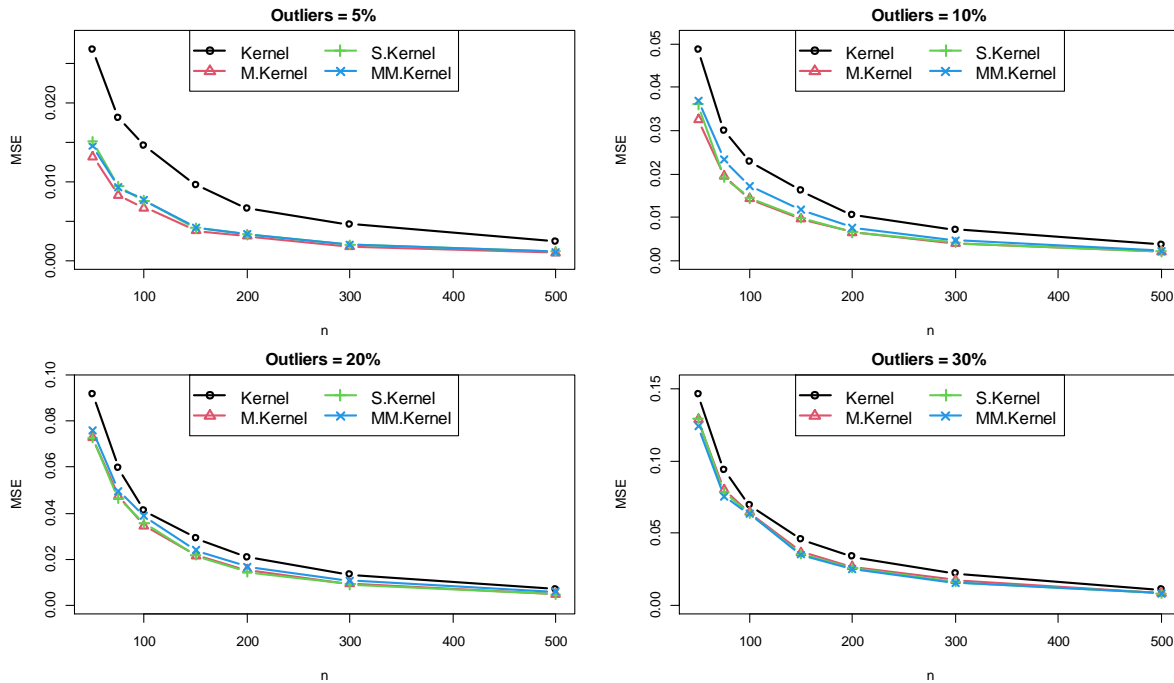 Outliers = 5%
Kernel
M.Kernel
S.Kernel
MM.Kernel
MSE
0.020
0.010
0.000
100 200 300 400 500
n
Outliers = 10%
Kernel
M.Kernel
S.Kernel
MM.Kernel
MSE
0.05
0.04
0.03
0.02
0.01
0.00
100 200 300 400 500
n
Outliers = 20%
Kernel
M.Kernel
S.Kernel
MM.Kernel
MSE
0.10
0.08
0.06
0.04
0.02
0.00
100 200 300 400 500
n
Outliers = 30%
Kernel
M.Kernel
S.Kernel
MM.Kernel
MSE
0.15
0.10
0.05
0.00
100 200 300 400 500
n